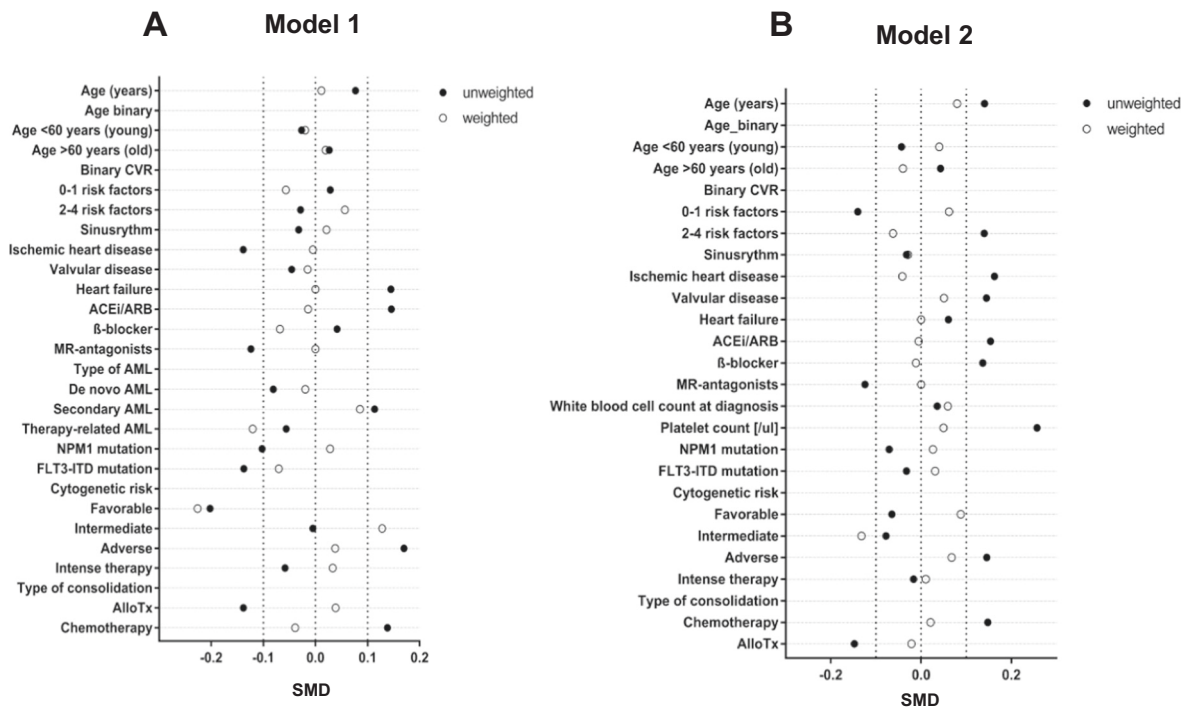 A
Model 1
Age (years)
Age binary
Age <60 years (young)
Age >60 years (old)
Binary CVR
0-1 risk factors
2-4 risk factors
Sinusrythm
Ischemic heart disease
Valvular disease
Heart failure
ACEi/ARB
ß-blocker
MR-antagonists
Type of AML
De novo AML
Secondary AML
Therapy-related AML
NPM1 mutation
FLT3-ITD mutation
Cytogenetic risk
Favorable
Intermediate
Adverse
Intense therapy
Type of consolidation
AlloTx
Chemotherapy
-0.2 -0.1 0.0 0.1 0.2
SMD
unweighted
weighted
B
Model 2
Age (years)
Age_binary
Age <60 years (young)
Age >60 years (old)
Binary CVR
0-1 risk factors
2-4 risk factors
Sinusrythm
Ischemic heart disease
Valvular disease
Heart failure
ACEi/ARB
ß-blocker
MR-antagonists
White blood cell count at diagnosis
Platelet count [/ul]
NPM1 mutation
FLT3-ITD mutation
Cytogenetic risk
Favorable
Intermediate
Adverse
Intense therapy
Type of consolidation
Chemotherapy
AlloTx
-0.2 0.0 0.2
SMD
unweighted
weighted